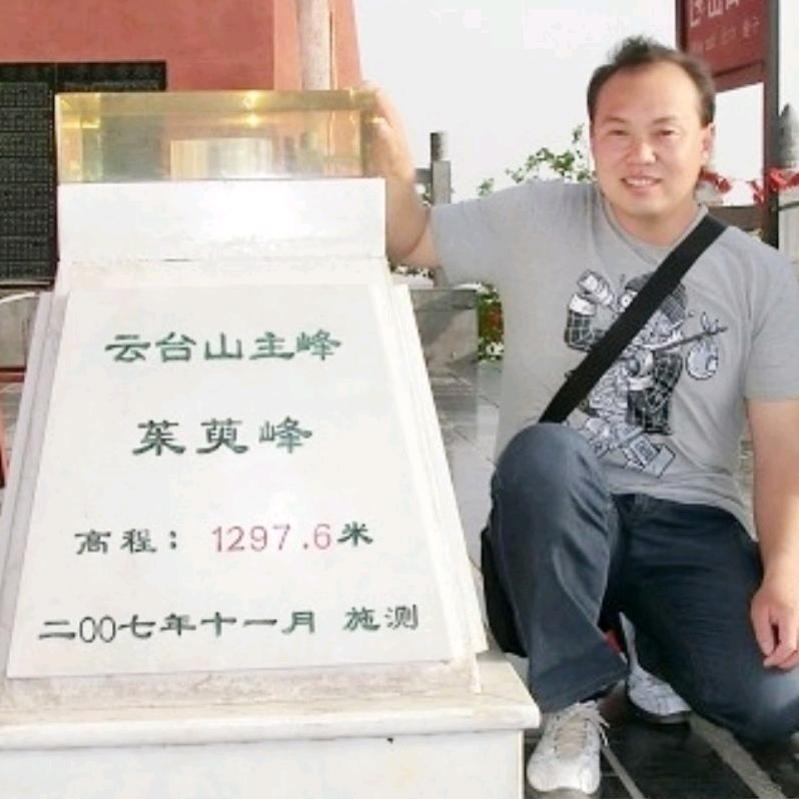 云台山主峰
茱萸峰
高程：1297.6米
二00七年十一月 施测